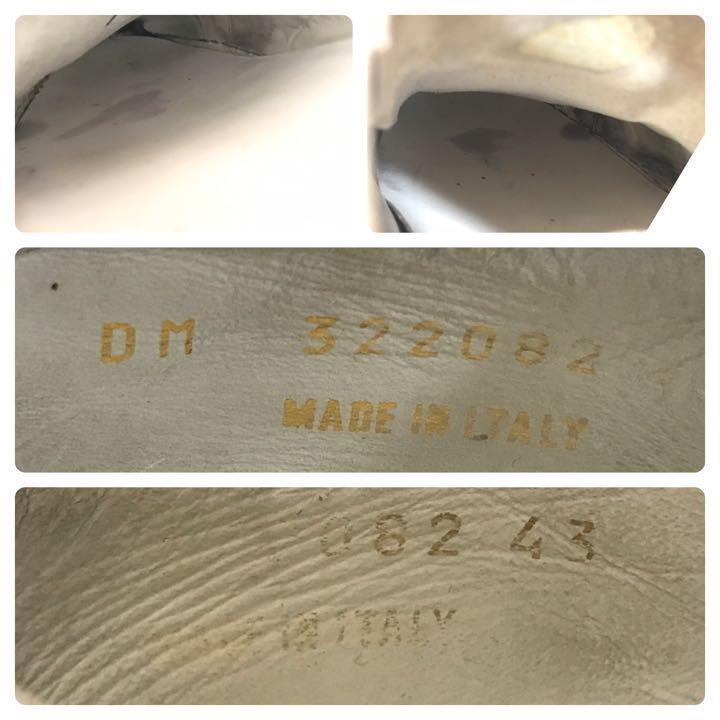 DM 322082
MADE IN ITALY
082 43
IN ITALY